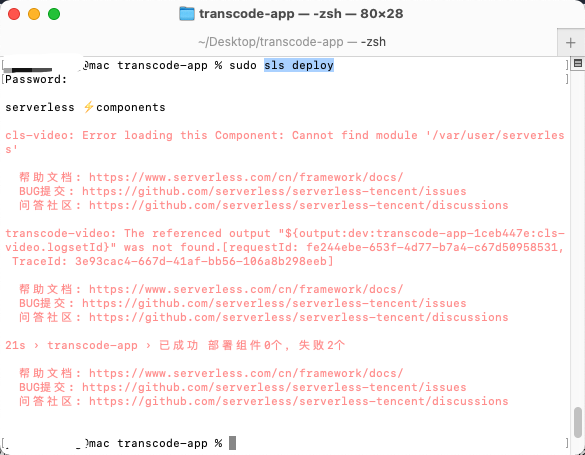 transcode-app — -zsh — 80×28
~/Desktop/transcode-app — -zsh
@mac transcode-app % sudo sls deploy
Password:
serverless ⚡components
cls-video: Error loading this Component: Cannot find module '/var/user/serverles
s'
帮助文档: https://www.serverless.com/cn/framework/docs/
BUG提交: https://github.com/serverless/serverless-tencent/issues
问答社区: https://github.com/serverless/serverless-tencent/discussions
transcode-video: The referenced output "${output:dev:transcode-app-1ceb447e:cls-
video.logsetId}" was not found.[requestId: fe244ebe-653f-4d77-b7a4-c67d50958531,
TraceId: 3e93cac4-667d-41af-bb56-106a8b298eeb]
帮助文档: https://www.serverless.com/cn/framework/docs/
BUG提交: https://github.com/serverless/serverless-tencent/issues
问答社区: https://github.com/serverless/serverless-tencent/discussions
21s › transcode-app › 已成功 部署组件0个, 失败2个
帮助文档: https://www.serverless.com/cn/framework/docs/
BUG提交: https://github.com/serverless/serverless-tencent/issues
问答社区: https://github.com/serverless/serverless-tencent/discussions
@mac transcode-app %